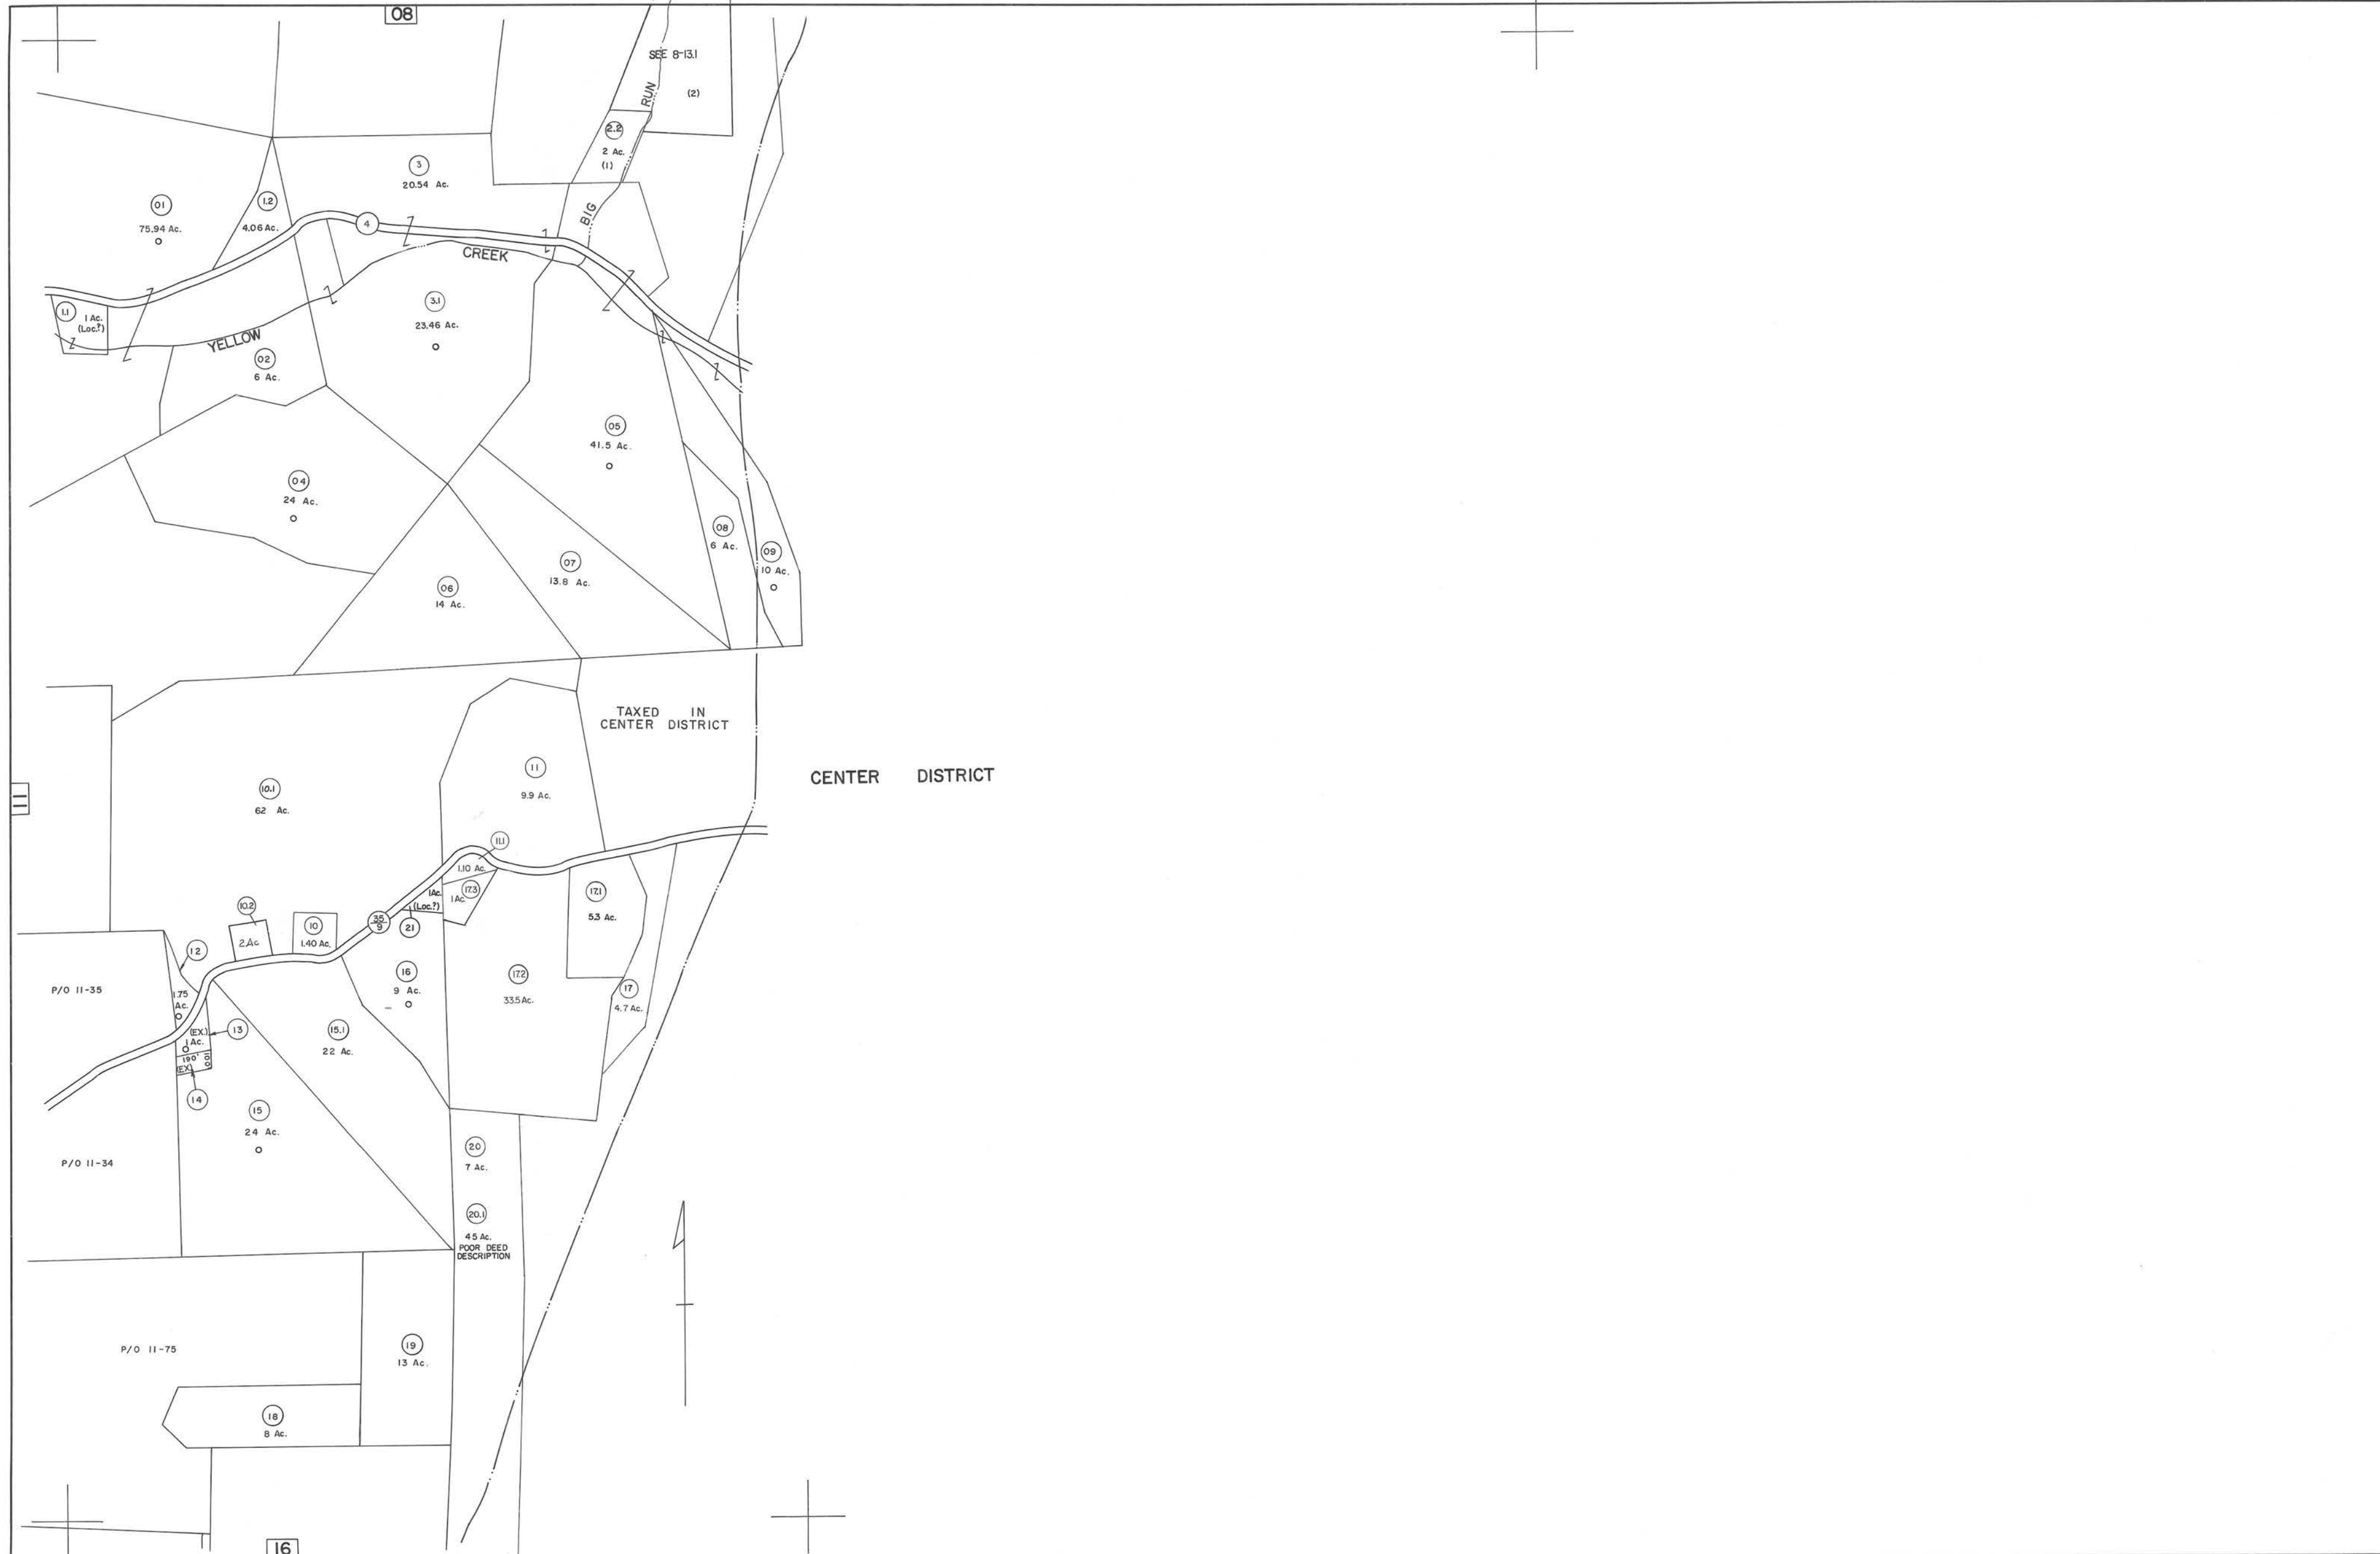 08
SEE 8-13.1
(2)
RUN
2.2
2 Ac.
(1)
3
20.54 Ac.
01
75.94 Ac.
1.2
4.06 Ac.
4
BIG
CREEK
1.1
1 Ac.
(Loc.?)
3.1
23.46 Ac.
YELLOW
02
6 Ac.
05
41.5 Ac.
04
24 Ac.
08
6 Ac.
09
10 Ac.
07
13.8 Ac.
06
14 Ac.
TAXED IN
CENTER DISTRICT
CENTER DISTRICT
11
11
9.9 Ac.
10.1
62 Ac.
11.1
1.10 Ac.
17.3
1 Ac.
1 Ac.
(Loc.?)
17.1
5.3 Ac.
10.2
2 Ac
10
1.40 Ac.
35
9
21
12
16
9 Ac.
17.2
33.5 Ac.
17
4.7 Ac.
P/O 11-35
1.75
Ac.
(EX.)
1 Ac.
13
190'
100
(EX.)
14
15.1
22 Ac.
15
24 Ac.
P/O 11-34
20
7 Ac.
20.1
45 Ac.
POOR DEED
DESCRIPTION
P/O 11-75
19
13 Ac.
18
8 Ac.
16